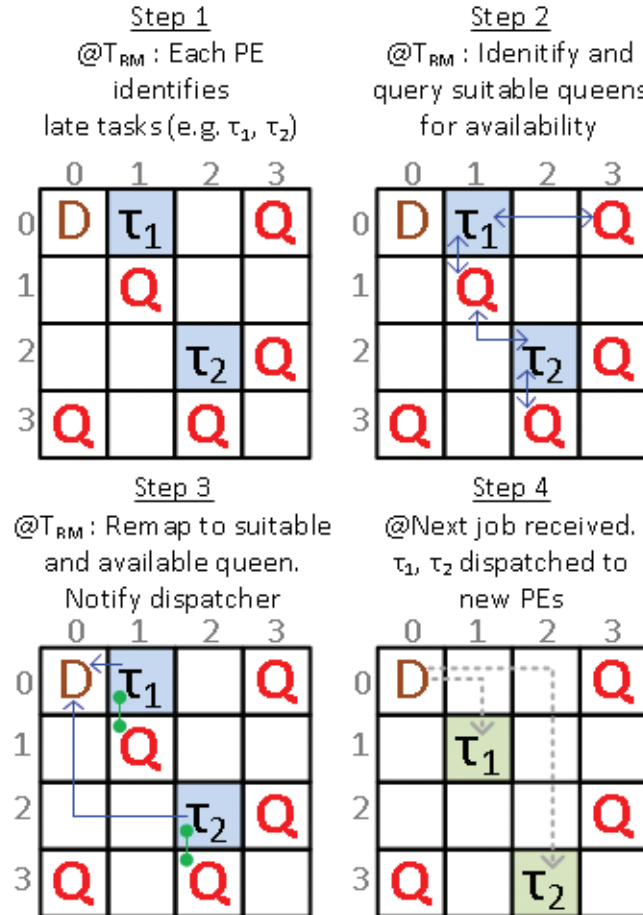 Step 1
@T_RM : Each PE
identifies
late tasks (e.g. τ₁, τ₂)
0 1 2 3
0 D τ₁ Q
1 Q
2 τ₂ Q
3 Q Q
Step 2
@T_RM : Idenitify and
query suitable queens
for availability
0 1 2 3
0 D τ₁ Q
1 Q
2 τ₂ Q
3 Q Q
Step 3
@T_RM : Remap to suitable
and available queen.
Notify dispatcher
0 1 2 3
0 D τ₁ Q
1 Q
2 τ₂ Q
3 Q Q
Step 4
@Next job received.
τ₁, τ₂ dispatched to
new PEs
0 1 2 3
0 D Q
1 τ₁
2 Q
3 Q τ₂